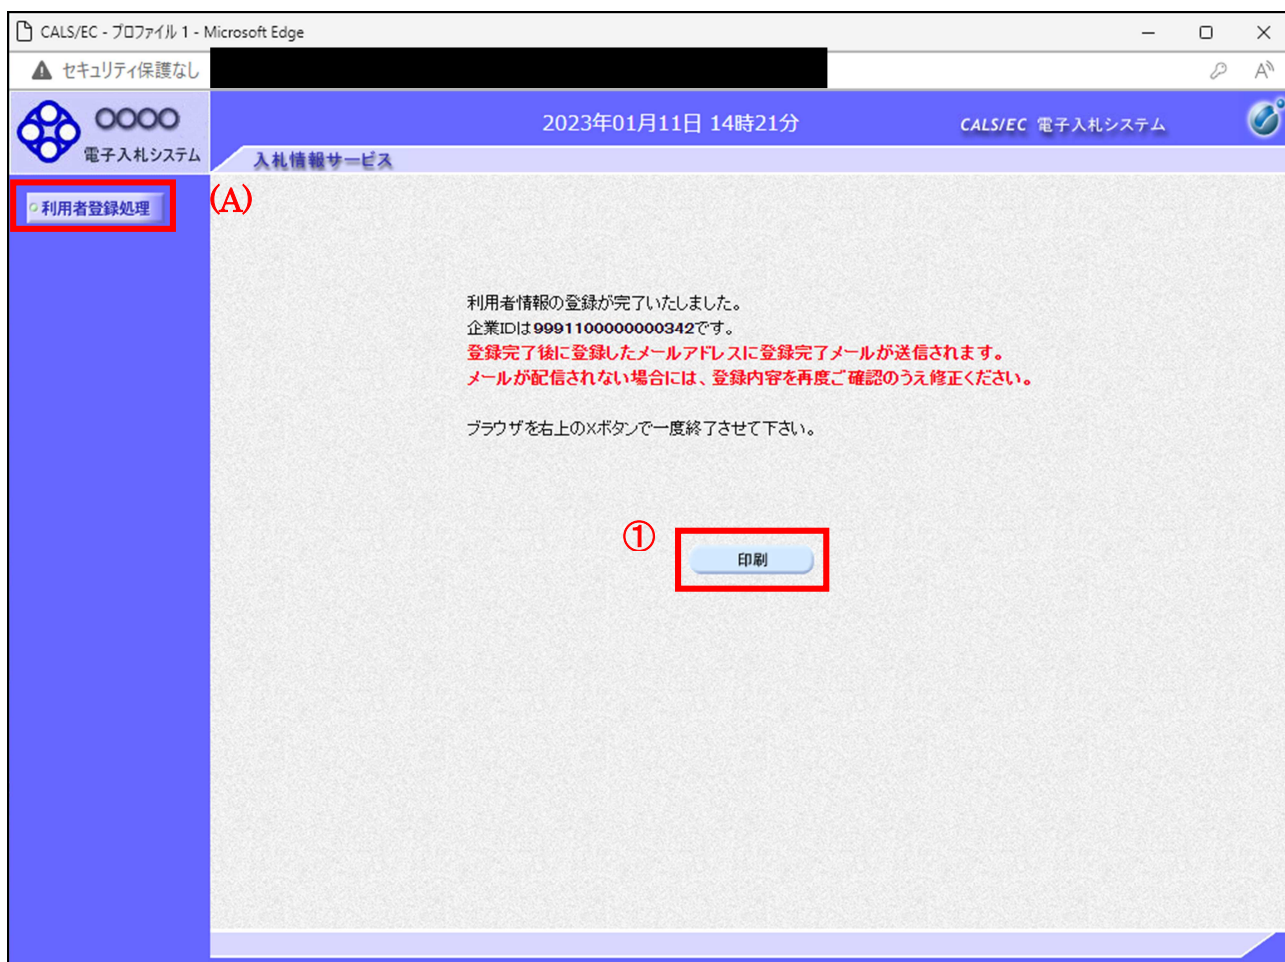 CALS/EC - プロファイル 1 - Microsoft Edge
セキュリティ保護なし
A
○○○○
電子入札システム
2023年01月11日 14時21分
CALS/EC 電子入札システム
入札情報サービス
利用者登録処理
(A)
利用者情報の登録が完了いたしました。
企業IDは9991100000000342です。
登録完了後に登録したメールアドレスに登録完了メールが送信されます。
メールが配信されない場合には、登録内容を再度ご確認のうえ修正ください。
ブラウザを右上の×ボタンで一度終了させて下さい。
①
印刷